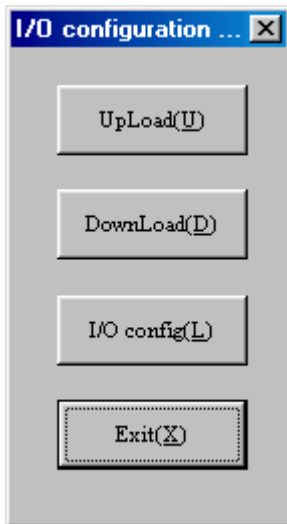 I/O configuration ...
UpLoad(U)
DownLoad(D)
I/O config(L)
Exit(X)